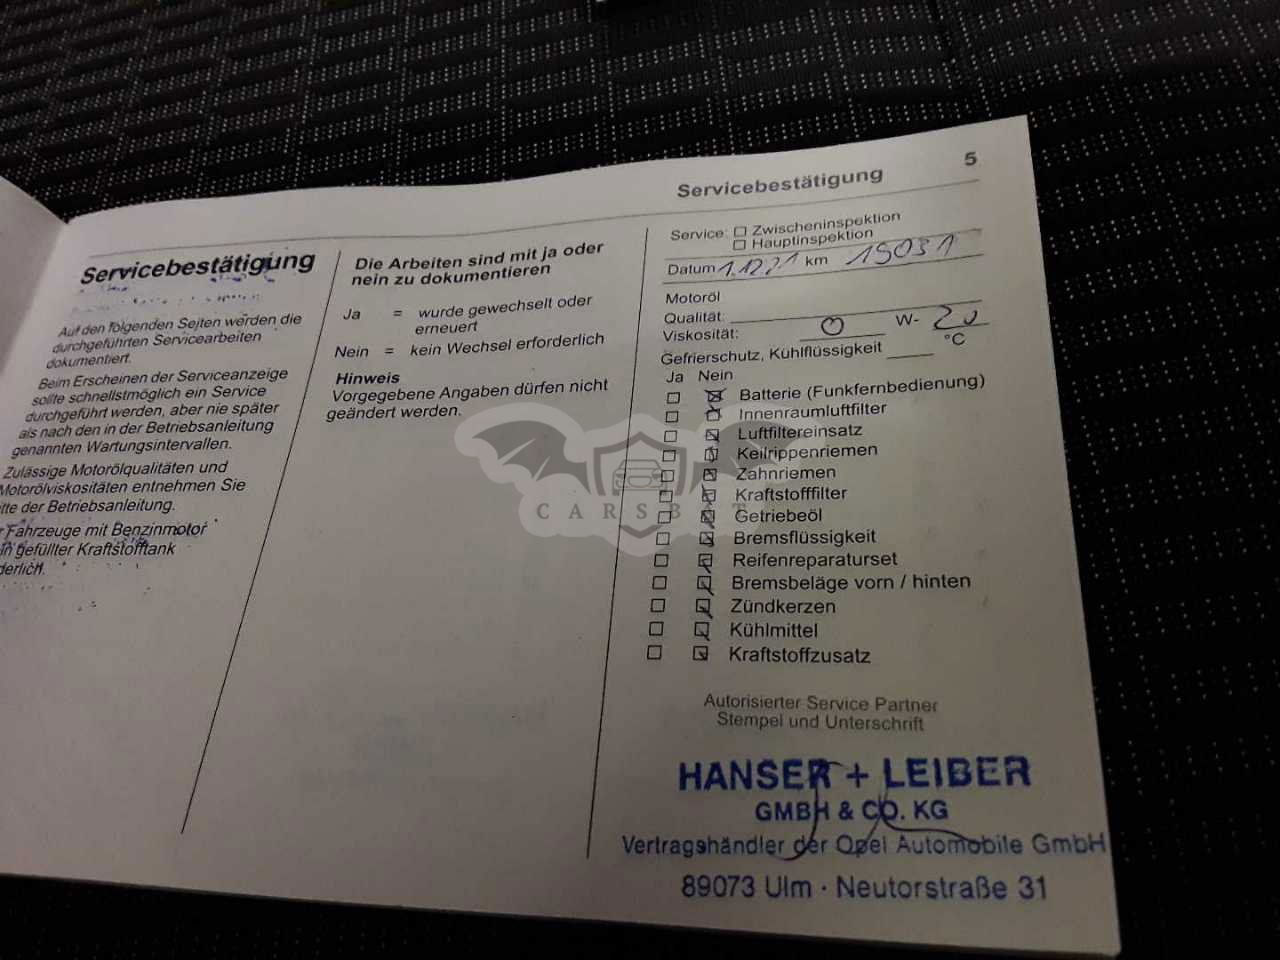 Servicebestätigung
5
Servicebestätigung
Auf den folgenden Seiten werden die
durchgeführten Servicearbeiten
dokumentiert.
Beim Erscheinen der Serviceanzeige
sollte schnellstmöglich ein Service
durchgeführt werden, aber nie später
als nach den in der Betriebsanleitung
genannten Wartungsintervallen.
Zulässige Motorölqualitäten und
Motorölviskositäten entnehmen Sie
itte der Betriebsanleitung.
r Fahrzeuge mit Benzinmotor
in gefüllter Kraftstofftank
derlich.
Die Arbeiten sind mit ja oder
nein zu dokumentieren
Ja = wurde gewechselt oder
erneuert
Nein = kein Wechsel erforderlich
Hinweis
Vorgegebene Angaben dürfen nicht
geändert werden.
Service: Zwischeninspektion
Hauptinspektion
Datum 1.12.21 km 19031
Motoröl
Qualität:
Viskosität: 0 W- 20
Gefrierschutz, Kühlflüssigkeit °C
Ja Nein
Batterie (Funkfernbedienung)
Innenraumluftfilter
Luftfiltereinsatz
Keilrippenriemen
Zahnriemen
Kraftstofffilter
Getriebeöl
Bremsflüssigkeit
Reifenreparaturset
Bremsbeläge vorn / hinten
Zündkerzen
Kühlmittel
Kraftstoffzusatz
Autorisierter Service Partner
Stempel und Unterschrift
HANSER + LEIBER
GMBH & CO. KG
Vertragshändler der Opel Automobile GmbH
89073 Ulm · Neutorstraße 31
CARSBAT